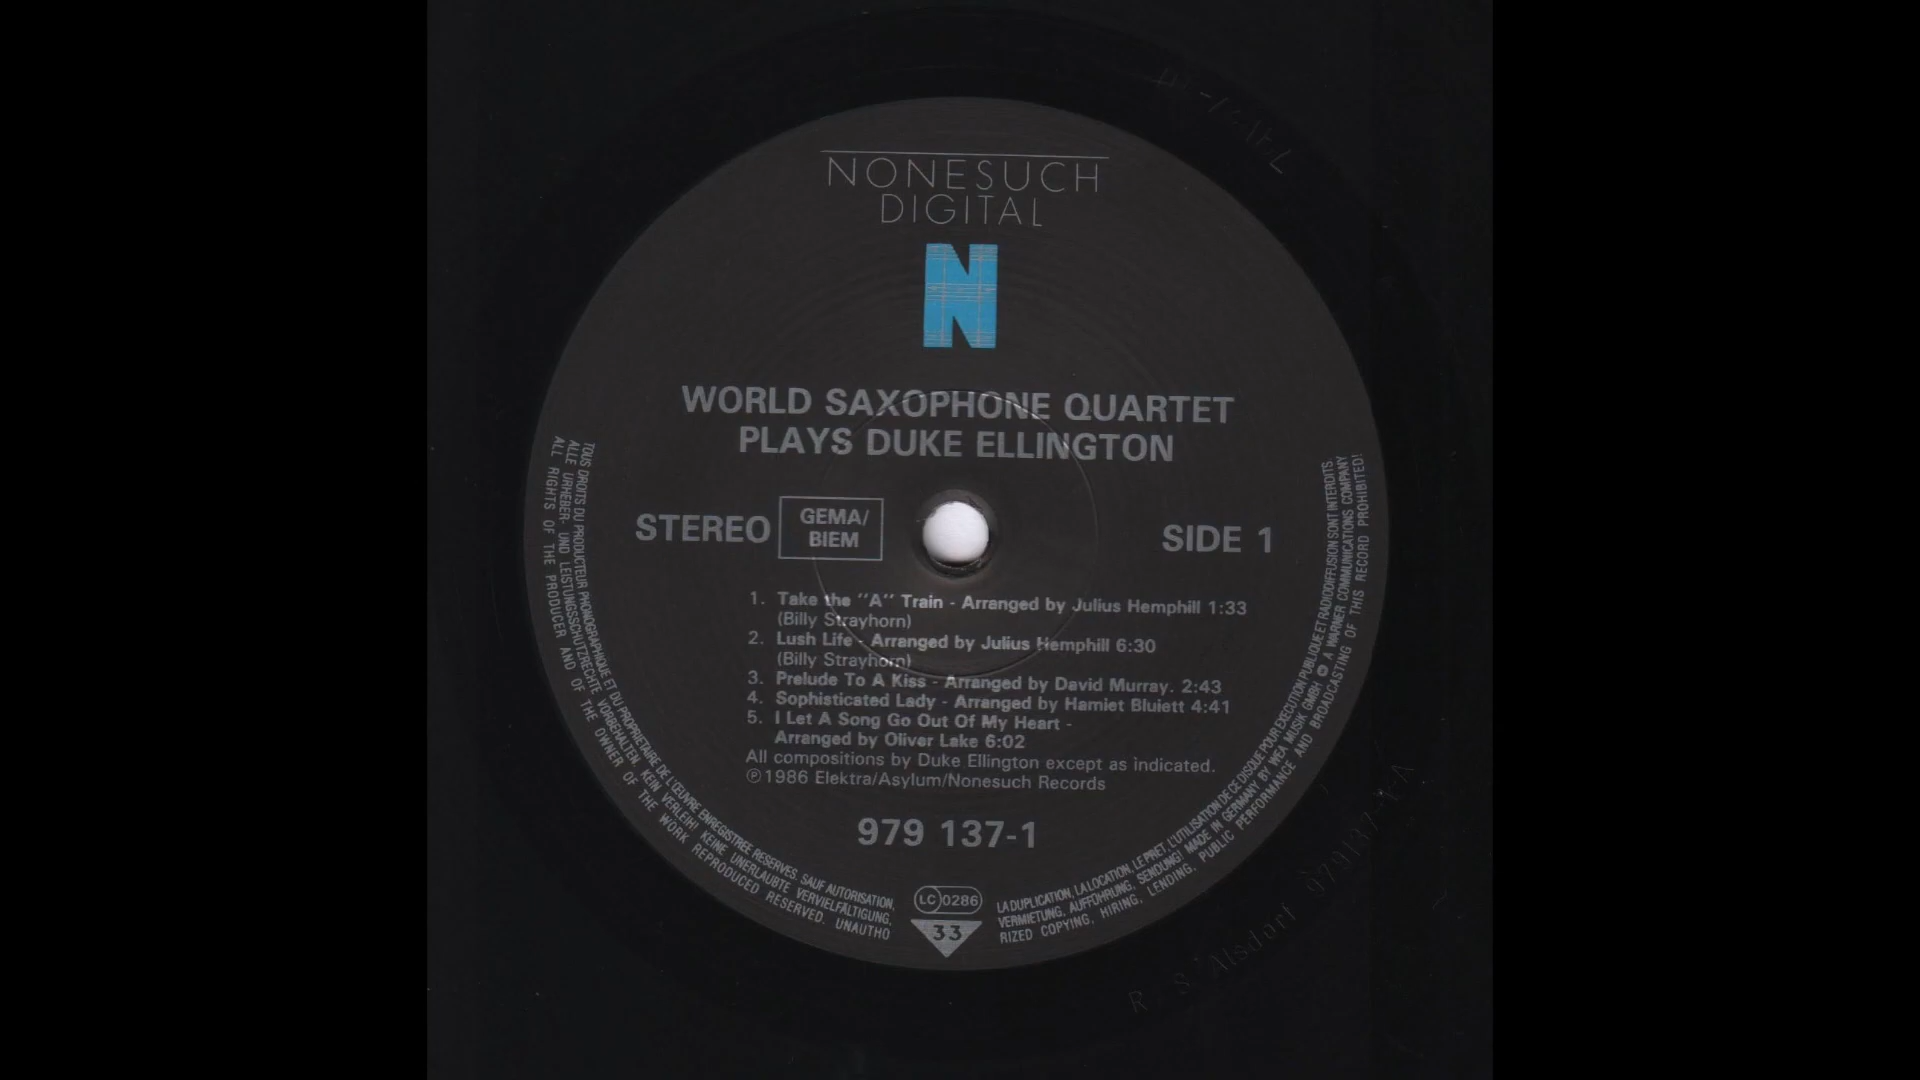 NONESUCH
DIGITAL
N
WORLD SAXOPHONE QUARTET
PLAYS DUKE ELLINGTON
STEREO
GEMA/
BIEM
SIDE 1
1. Take the "A" Train - Arranged by Julius Hemphill 1:33
(Billy Strayhorn)
2. Lush Life - Arranged by Julius Hemphill 6:30
(Billy Strayhorn)
3. Prelude To A Kiss - Arranged by David Murray. 2:43
4. Sophisticated Lady - Arranged by Hamiet Bluiett 4:41
5. I Let A Song Go Out Of My Heart -
Arranged by Oliver Lake 6:02
All compositions by Duke Ellington except as indicated.
℗1986 Elektra/Asylum/Nonesuch Records
979 137-1
LC 0286
33
TOUS DROITS DU PRODUCTEUR PHONOGRAPHIQUE ET DU PROPRIETAIRE DE L'ŒUVRE ENREGISTREE RESERVES. SAUF AUTORISATION,
LA DUPLICATION, LA LOCATION, LE PRET, L'UTILISATION DE CE DISQUE POUR EXECUTION PUBLIQUE ET RADIODIFFUSION SONT INTERDITS.
ALLE URHEBER- UND LEISTUNGSSCHUTZRECHTE VORBEHALTEN. KEIN VERLEIH! KEINE UNERLAUBTE VERVIELFÄLTIGUNG,
VERMIETUNG, AUFFÜHRUNG, SENDUNG! MADE IN GERMANY BY WEA MUSIK GMBH © A WARNER COMMUNICATIONS COMPANY
ALL RIGHTS OF THE PRODUCER AND OF THE OWNER OF THE WORK REPRODUCED RESERVED. UNAUTHO
RIZED COPYING, HIRING, LENDING, PUBLIC PERFORMANCE AND BROADCASTING OF THIS RECORD PROHIBITED!
R / S Alsdorf 979137-1-A